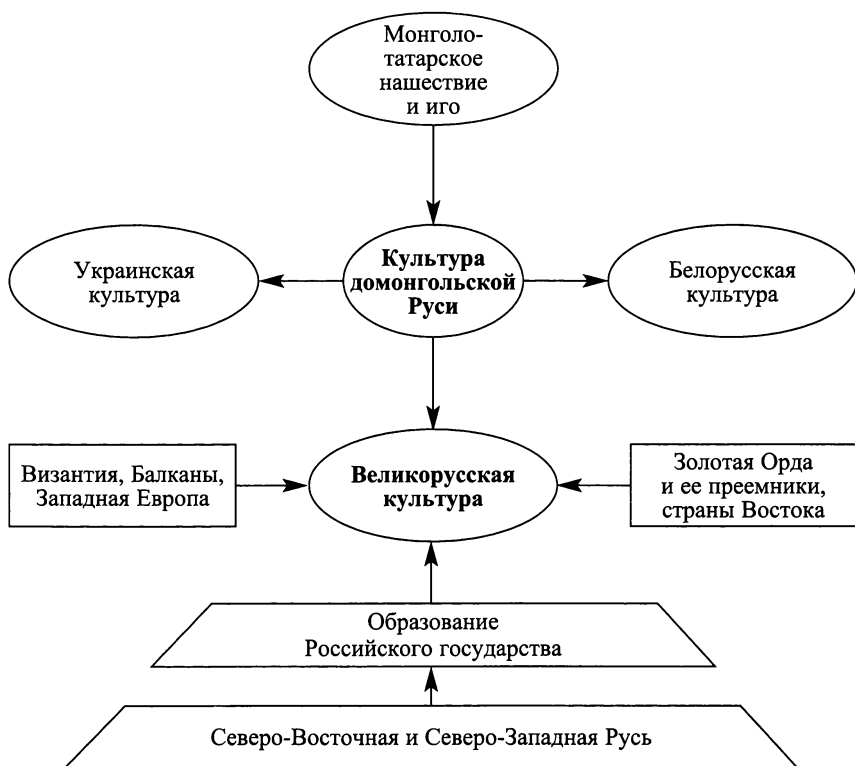 Монголо-
татарское
нашествие
и иго
Украинская
культура
Культура
домонгольской
Руси
Белорусская
культура
Византия, Балканы,
Западная Европа
Великорусская
культура
Золотая Орда
и ее преемники,
страны Востока
Образование
Российского государства
Северо-Восточная и Северо-Западная Русь